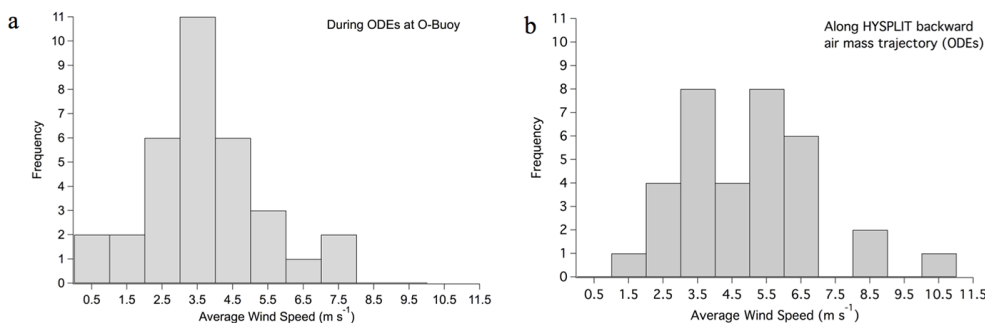 a
During ODEs at O-Buoy
11
10
9
8
7
6
5
4
3
2
1
0
Frequency
0.5 1.5 2.5 3.5 4.5 5.5 6.5 7.5 8.5 9.5 10.5 11.5
Average Wind Speed (m s⁻¹)
b
Along HYSPLIT backward
air mass trajectory (ODEs)
11
10
9
8
7
6
5
4
3
2
1
0
Frequency
0.5 1.5 2.5 3.5 4.5 5.5 6.5 7.5 8.5 9.5 10.5 11.5
Average Wind Speed (m s⁻¹)